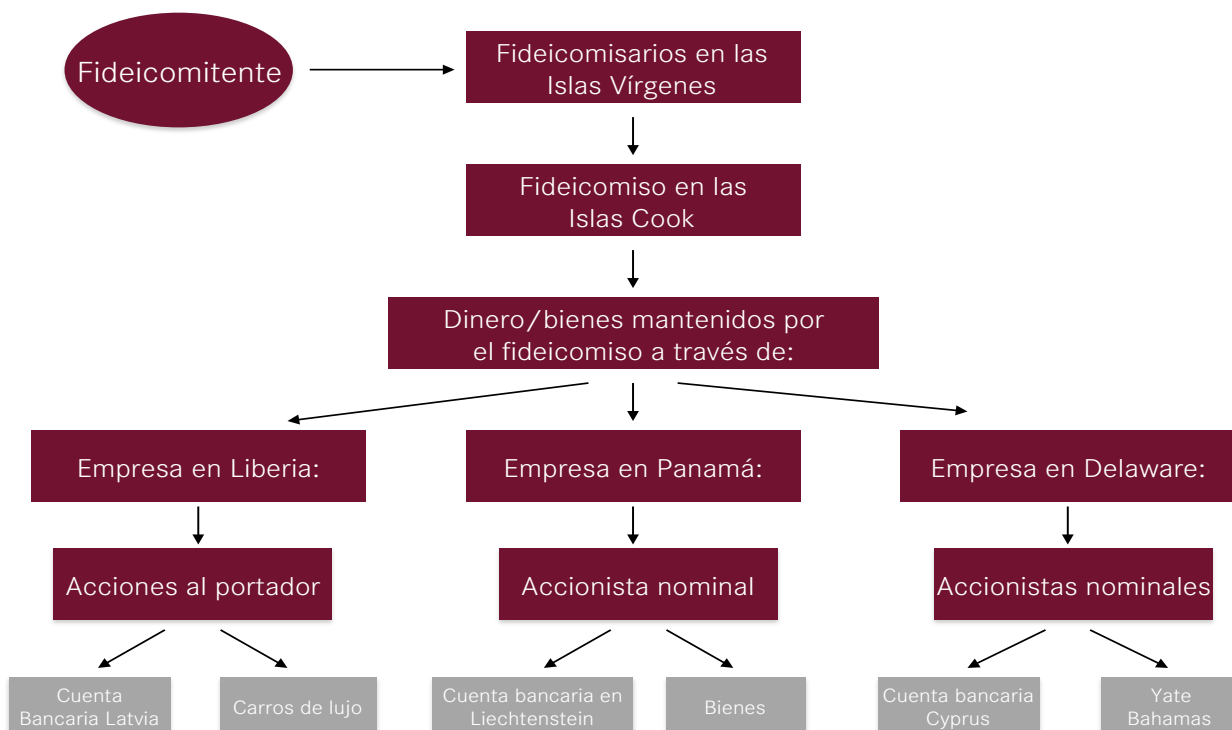 Fideicomitente
Fideicomisarios en las
Islas Vírgenes
Fideicomiso en las
Islas Cook
Dinero/bienes mantenidos por
el fideicomiso a través de:
Empresa en Liberia:
Empresa en Panamá:
Empresa en Delaware:
Acciones al portador
Accionista nominal
Accionistas nominales
Cuenta
Bancaria Latvia
Carros de lujo
Cuenta bancaria en
Liechtenstein
Bienes
Cuenta bancaria
Cyprus
Yate
Bahamas